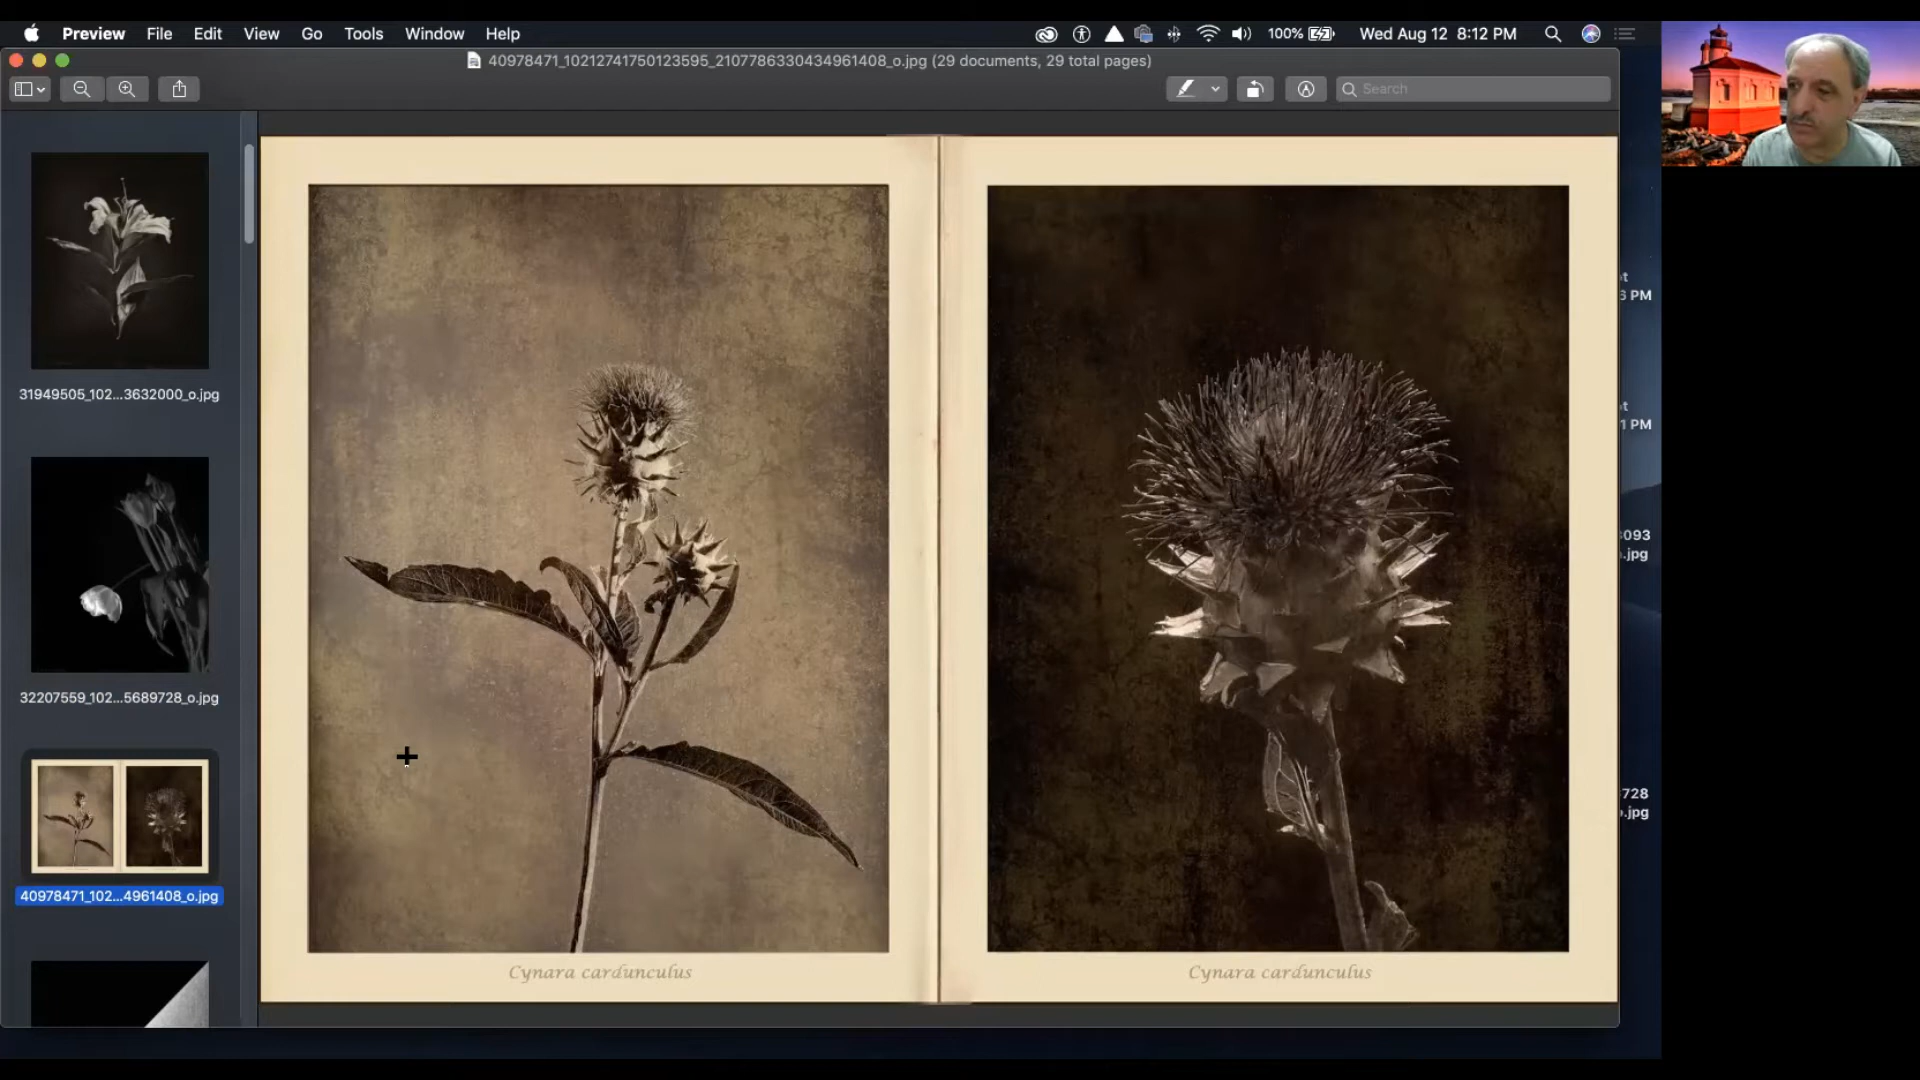 Preview File Edit View Go Tools Window Help
100% Wed Aug 12 8:12 PM
40978471_10212741750123595_2107786330434961408_o.jpg (29 documents, 29 total pages)
Search
31949505_102...3632000_o.jpg
32207559_102...5689728_o.jpg
40978471_102...4961408_o.jpg
Cynara cardunculus
Cynara cardunculus
PM
1 PM
.jpg
728
.jpg